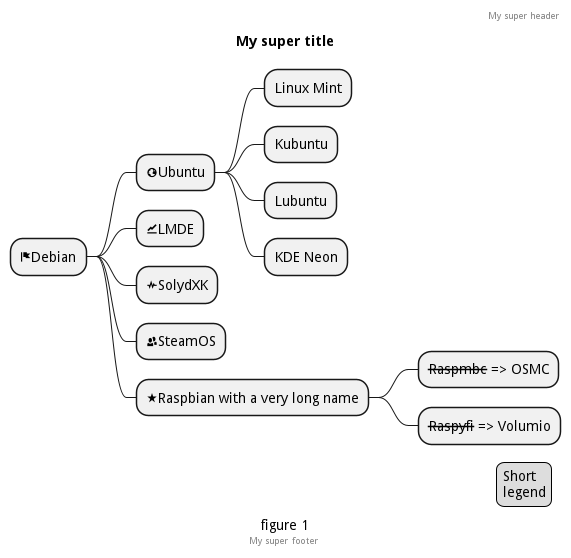 My super header
My super title
Debian
Ubuntu
Linux Mint
Kubuntu
Lubuntu
KDE Neon
LMDE
SolydXK
SteamOS
Raspbian with a very long name
Raspmbc => OSMC
Raspyfi => Volumio
Short
legend
figure 1
My super footer